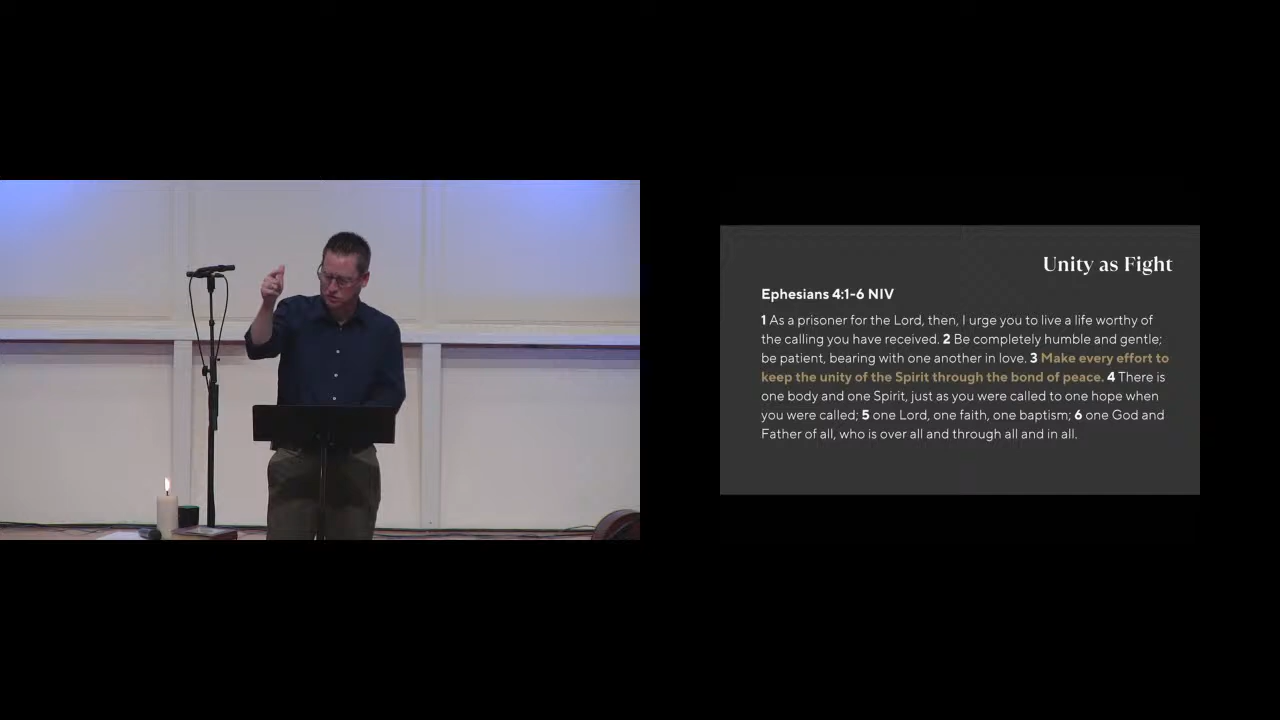 Unity as Fight
Ephesians 4:1-6 NIV
1 As a prisoner for the Lord, then, I urge you to live a life worthy of
the calling you have received. 2 Be completely humble and gentle;
be patient, bearing with one another in love. 3 Make every effort to
keep the unity of the Spirit through the bond of peace. 4 There is
one body and one Spirit, just as you were called to one hope when
you were called; 5 one Lord, one faith, one baptism; 6 one God and
Father of all, who is over all and through all and in all.